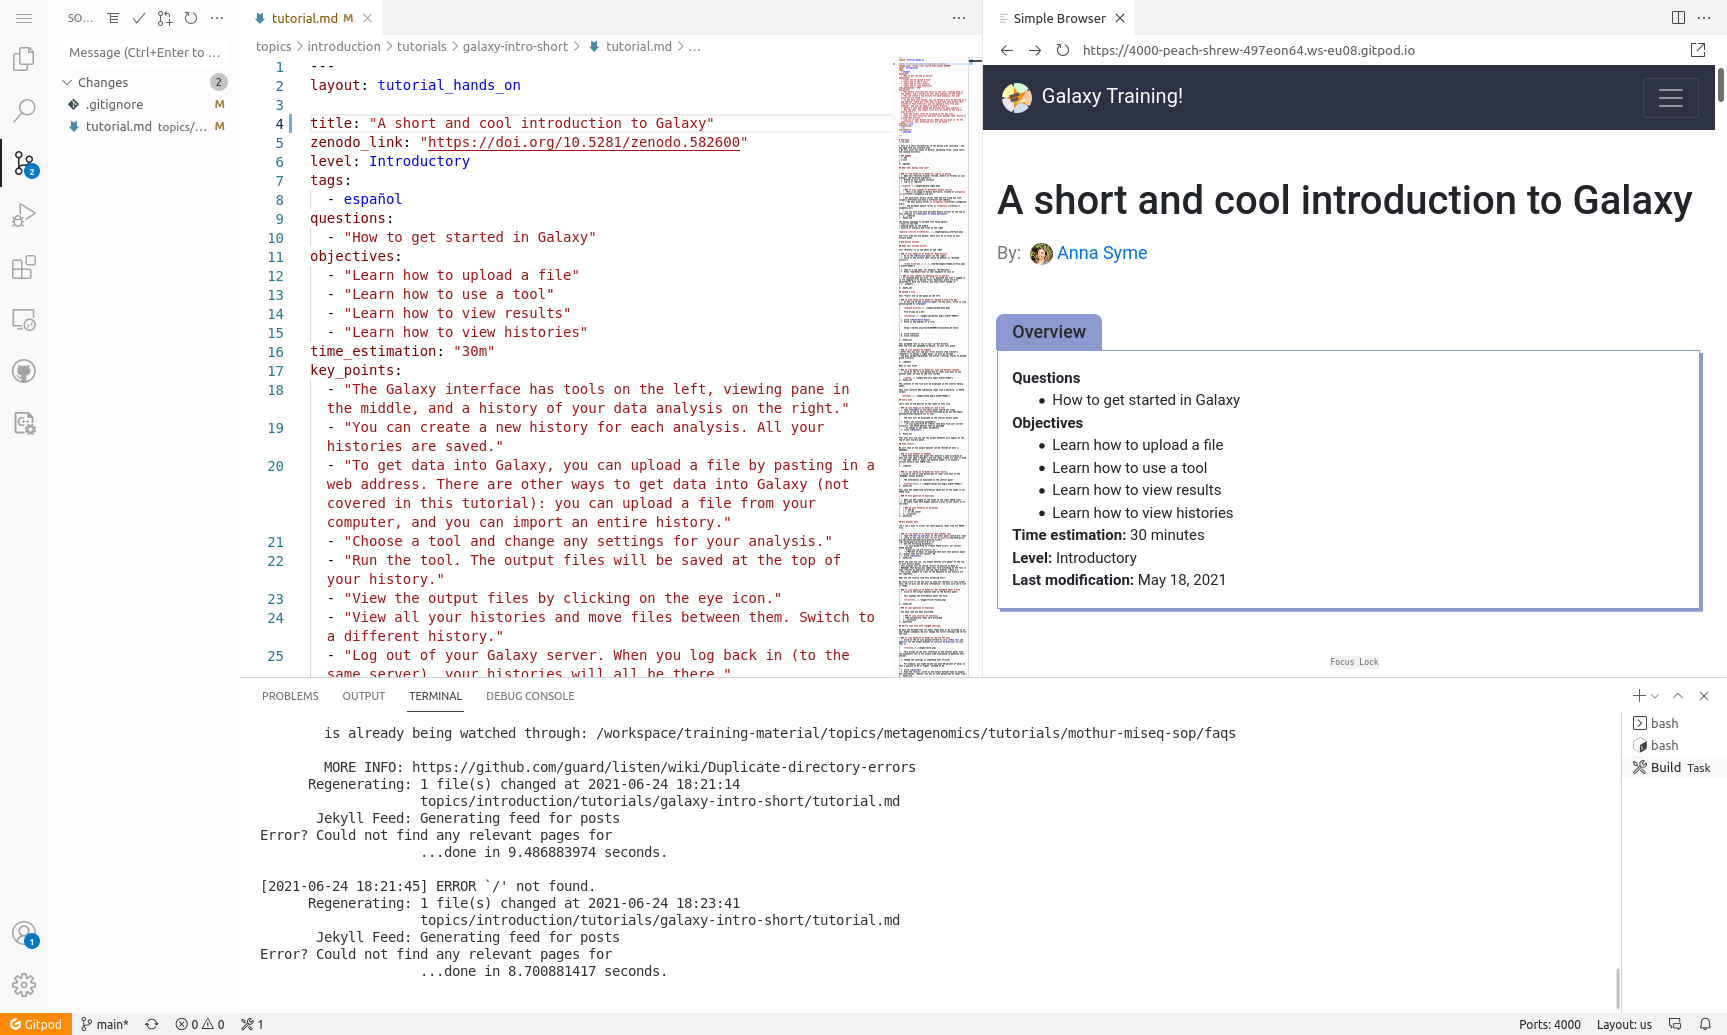 SO...
tutorial.md M
Simple Browser
Message (Ctrl+Enter to ...
topics > introduction > tutorials > galaxy-intro-short > tutorial.md > ...
https://4000-peach-shrew-497eon64.ws-eu08.gitpod.io
Changes 2
.gitignore M
tutorial.md topics/... M
2
1
1 ---
2 layout: tutorial_hands_on
3
4 title: "A short and cool introduction to Galaxy"
5 zenodo_link: "https://doi.org/10.5281/zenodo.582600"
6 level: Introductory
7 tags:
8 - español
9 questions:
10 - "How to get started in Galaxy"
11 objectives:
12 - "Learn how to upload a file"
13 - "Learn how to use a tool"
14 - "Learn how to view results"
15 - "Learn how to view histories"
16 time_estimation: "30m"
17 key_points:
18 - "The Galaxy interface has tools on the left, viewing pane in
the middle, and a history of your data analysis on the right."
19 - "You can create a new history for each analysis. All your
histories are saved."
20 - "To get data into Galaxy, you can upload a file by pasting in a
web address. There are other ways to get data into Galaxy (not
covered in this tutorial): you can upload a file from your
computer, and you can import an entire history."
21 - "Choose a tool and change any settings for your analysis."
22 - "Run the tool. The output files will be saved at the top of
your history."
23 - "View the output files by clicking on the eye icon."
24 - "View all your histories and move files between them. Switch to
a different history."
25 - "Log out of your Galaxy server. When you log back in (to the
same server), your histories will all be there."
Galaxy Training!
A short and cool introduction to Galaxy
By: Anna Syme
Overview
Questions
• How to get started in Galaxy
Objectives
• Learn how to upload a file
• Learn how to use a tool
• Learn how to view results
• Learn how to view histories
Time estimation: 30 minutes
Level: Introductory
Last modification: May 18, 2021
Focus Lock
PROBLEMS OUTPUT TERMINAL DEBUG CONSOLE
is already being watched through: /workspace/training-material/topics/metagenomics/tutorials/mothur-miseq-sop/faqs
MORE INFO: https://github.com/guard/listen/wiki/Duplicate-directory-errors
Regenerating: 1 file(s) changed at 2021-06-24 18:21:14
topics/introduction/tutorials/galaxy-intro-short/tutorial.md
Jekyll Feed: Generating feed for posts
Error? Could not find any relevant pages for
...done in 9.486883974 seconds.
[2021-06-24 18:21:45] ERROR `/' not found.
Regenerating: 1 file(s) changed at 2021-06-24 18:23:41
topics/introduction/tutorials/galaxy-intro-short/tutorial.md
Jekyll Feed: Generating feed for posts
Error? Could not find any relevant pages for
...done in 8.700881417 seconds.
bash
bash
Build Task
Gitpod main* 0 0 1
Ports: 4000 Layout: us